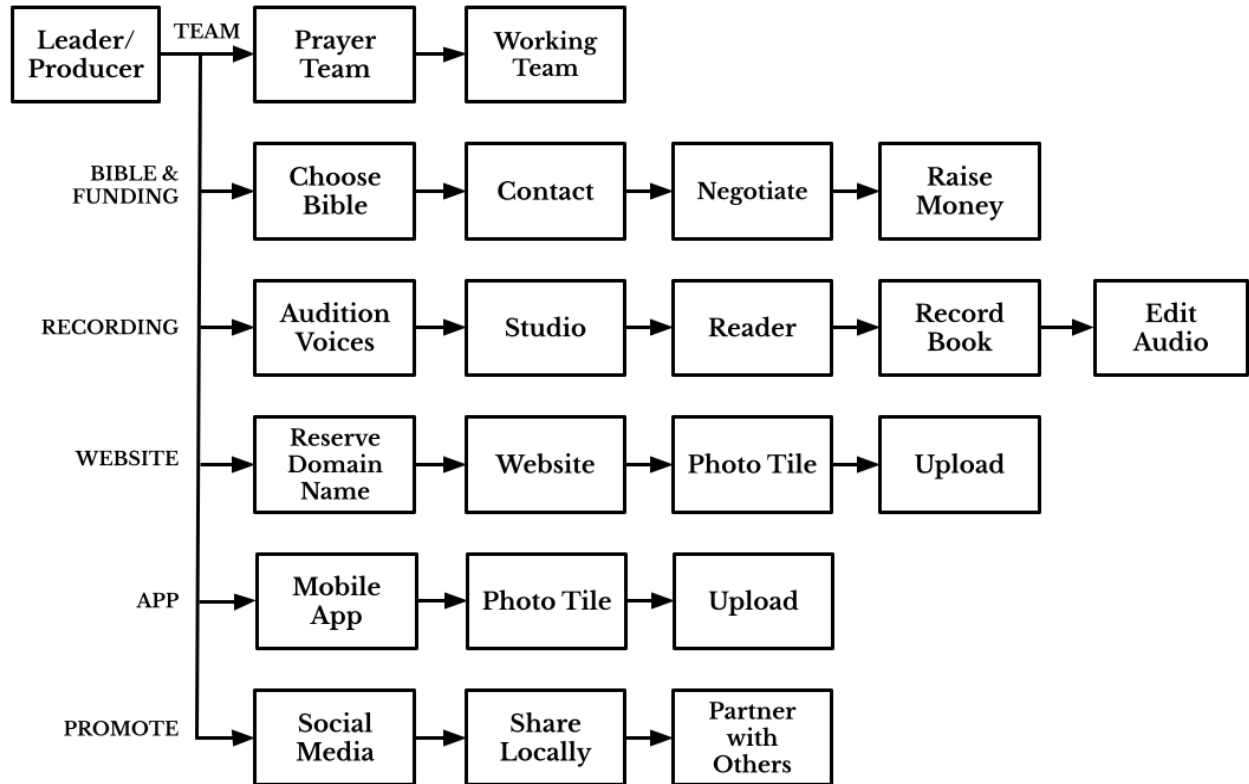 Leader/
Producer
TEAM
Prayer
Team
Working
Team
BIBLE &
FUNDING
Choose
Bible
Contact
Negotiate
Raise
Money
RECORDING
Audition
Voices
Studio
Reader
Record
Book
Edit
Audio
WEBSITE
Reserve
Domain
Name
Website
Photo Tile
Upload
APP
Mobile
App
Photo Tile
Upload
PROMOTE
Social
Media
Share
Locally
Partner
with
Others